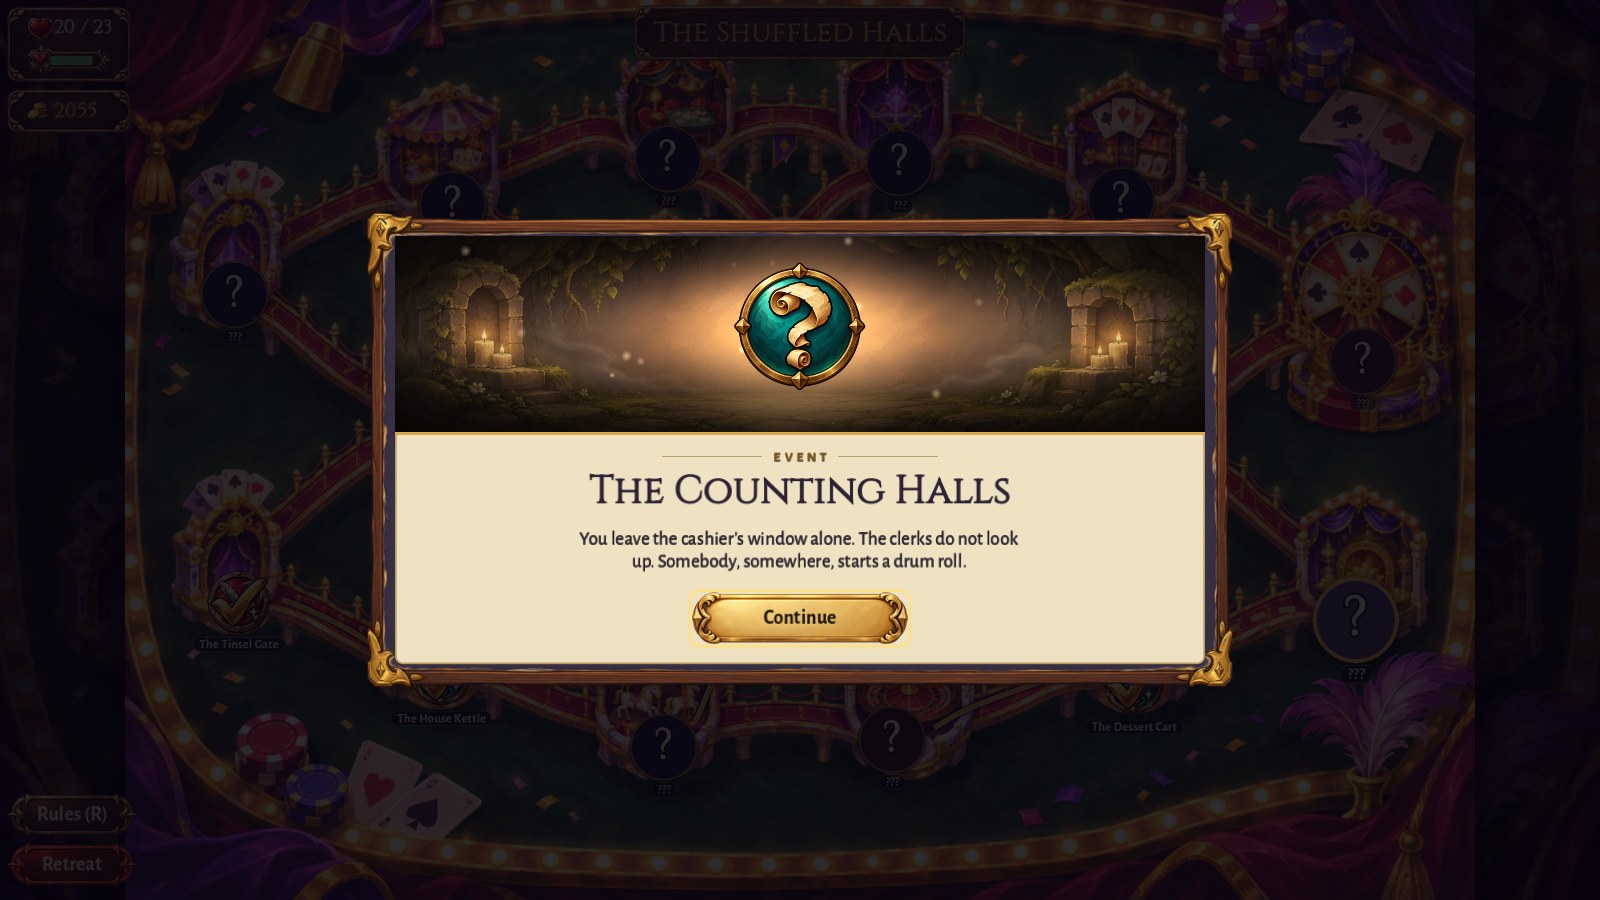 20 / 23
THE SHUFFLED HALLS
2055
?
?
?
?
???
???
?
???
?
???
?
EVENT
THE COUNTING HALLS
You leave the cashier's window alone. The clerks do not look
up. Somebody, somewhere, starts a drum roll.
Continue
The Tinsel Gate
?
???
The House Kettle
The Dessert Cart
?
???
?
???
Rules (R)
Retreat